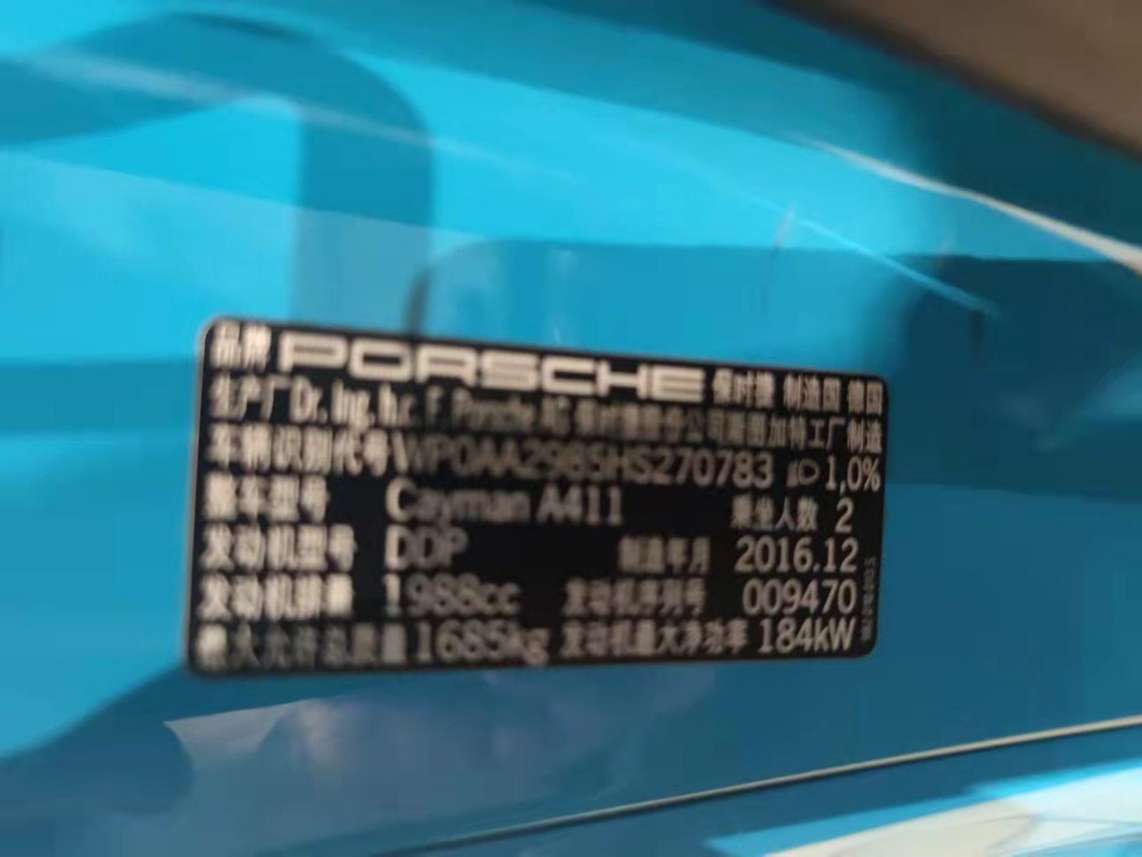 品牌 PORSCHE 保时捷 制造国 德国
生产厂 Dr. Ing. h.c. F. Porsche AG 保时捷股份公司斯图加特工厂制造
车辆识别代号 WP0AA2985HS270783 1,0%
整车型号 Cayman A411 乘坐人数 2
发动机型号 DDP 制造年月 2016.12
发动机排量 1988cc 发动机序列号 009470
最大允许总质量 1685kg 发动机最大净功率 184kW